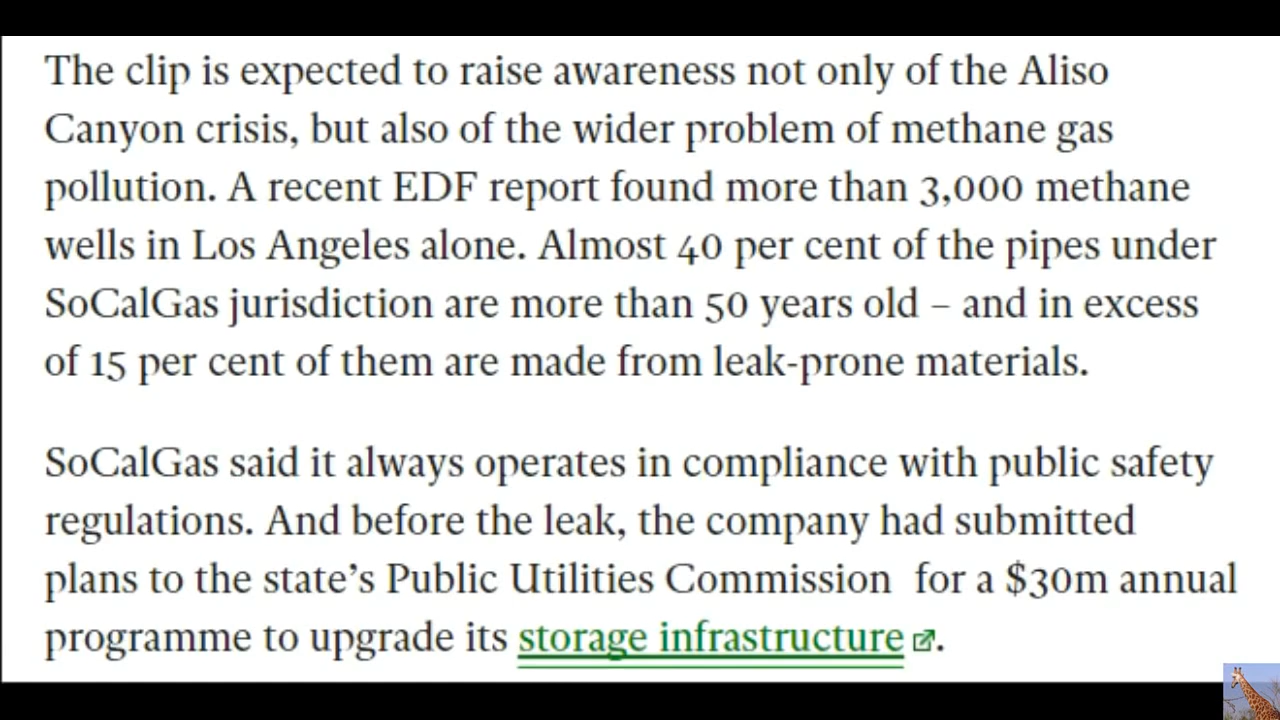 The clip is expected to raise awareness not only of the Aliso
Canyon crisis, but also of the wider problem of methane gas
pollution. A recent EDF report found more than 3,000 methane
wells in Los Angeles alone. Almost 40 per cent of the pipes under
SoCalGas jurisdiction are more than 50 years old – and in excess
of 15 per cent of them are made from leak-prone materials.
SoCalGas said it always operates in compliance with public safety
regulations. And before the leak, the company had submitted
plans to the state’s Public Utilities Commission  for a $30m annual
programme to upgrade its storage infrastructure.